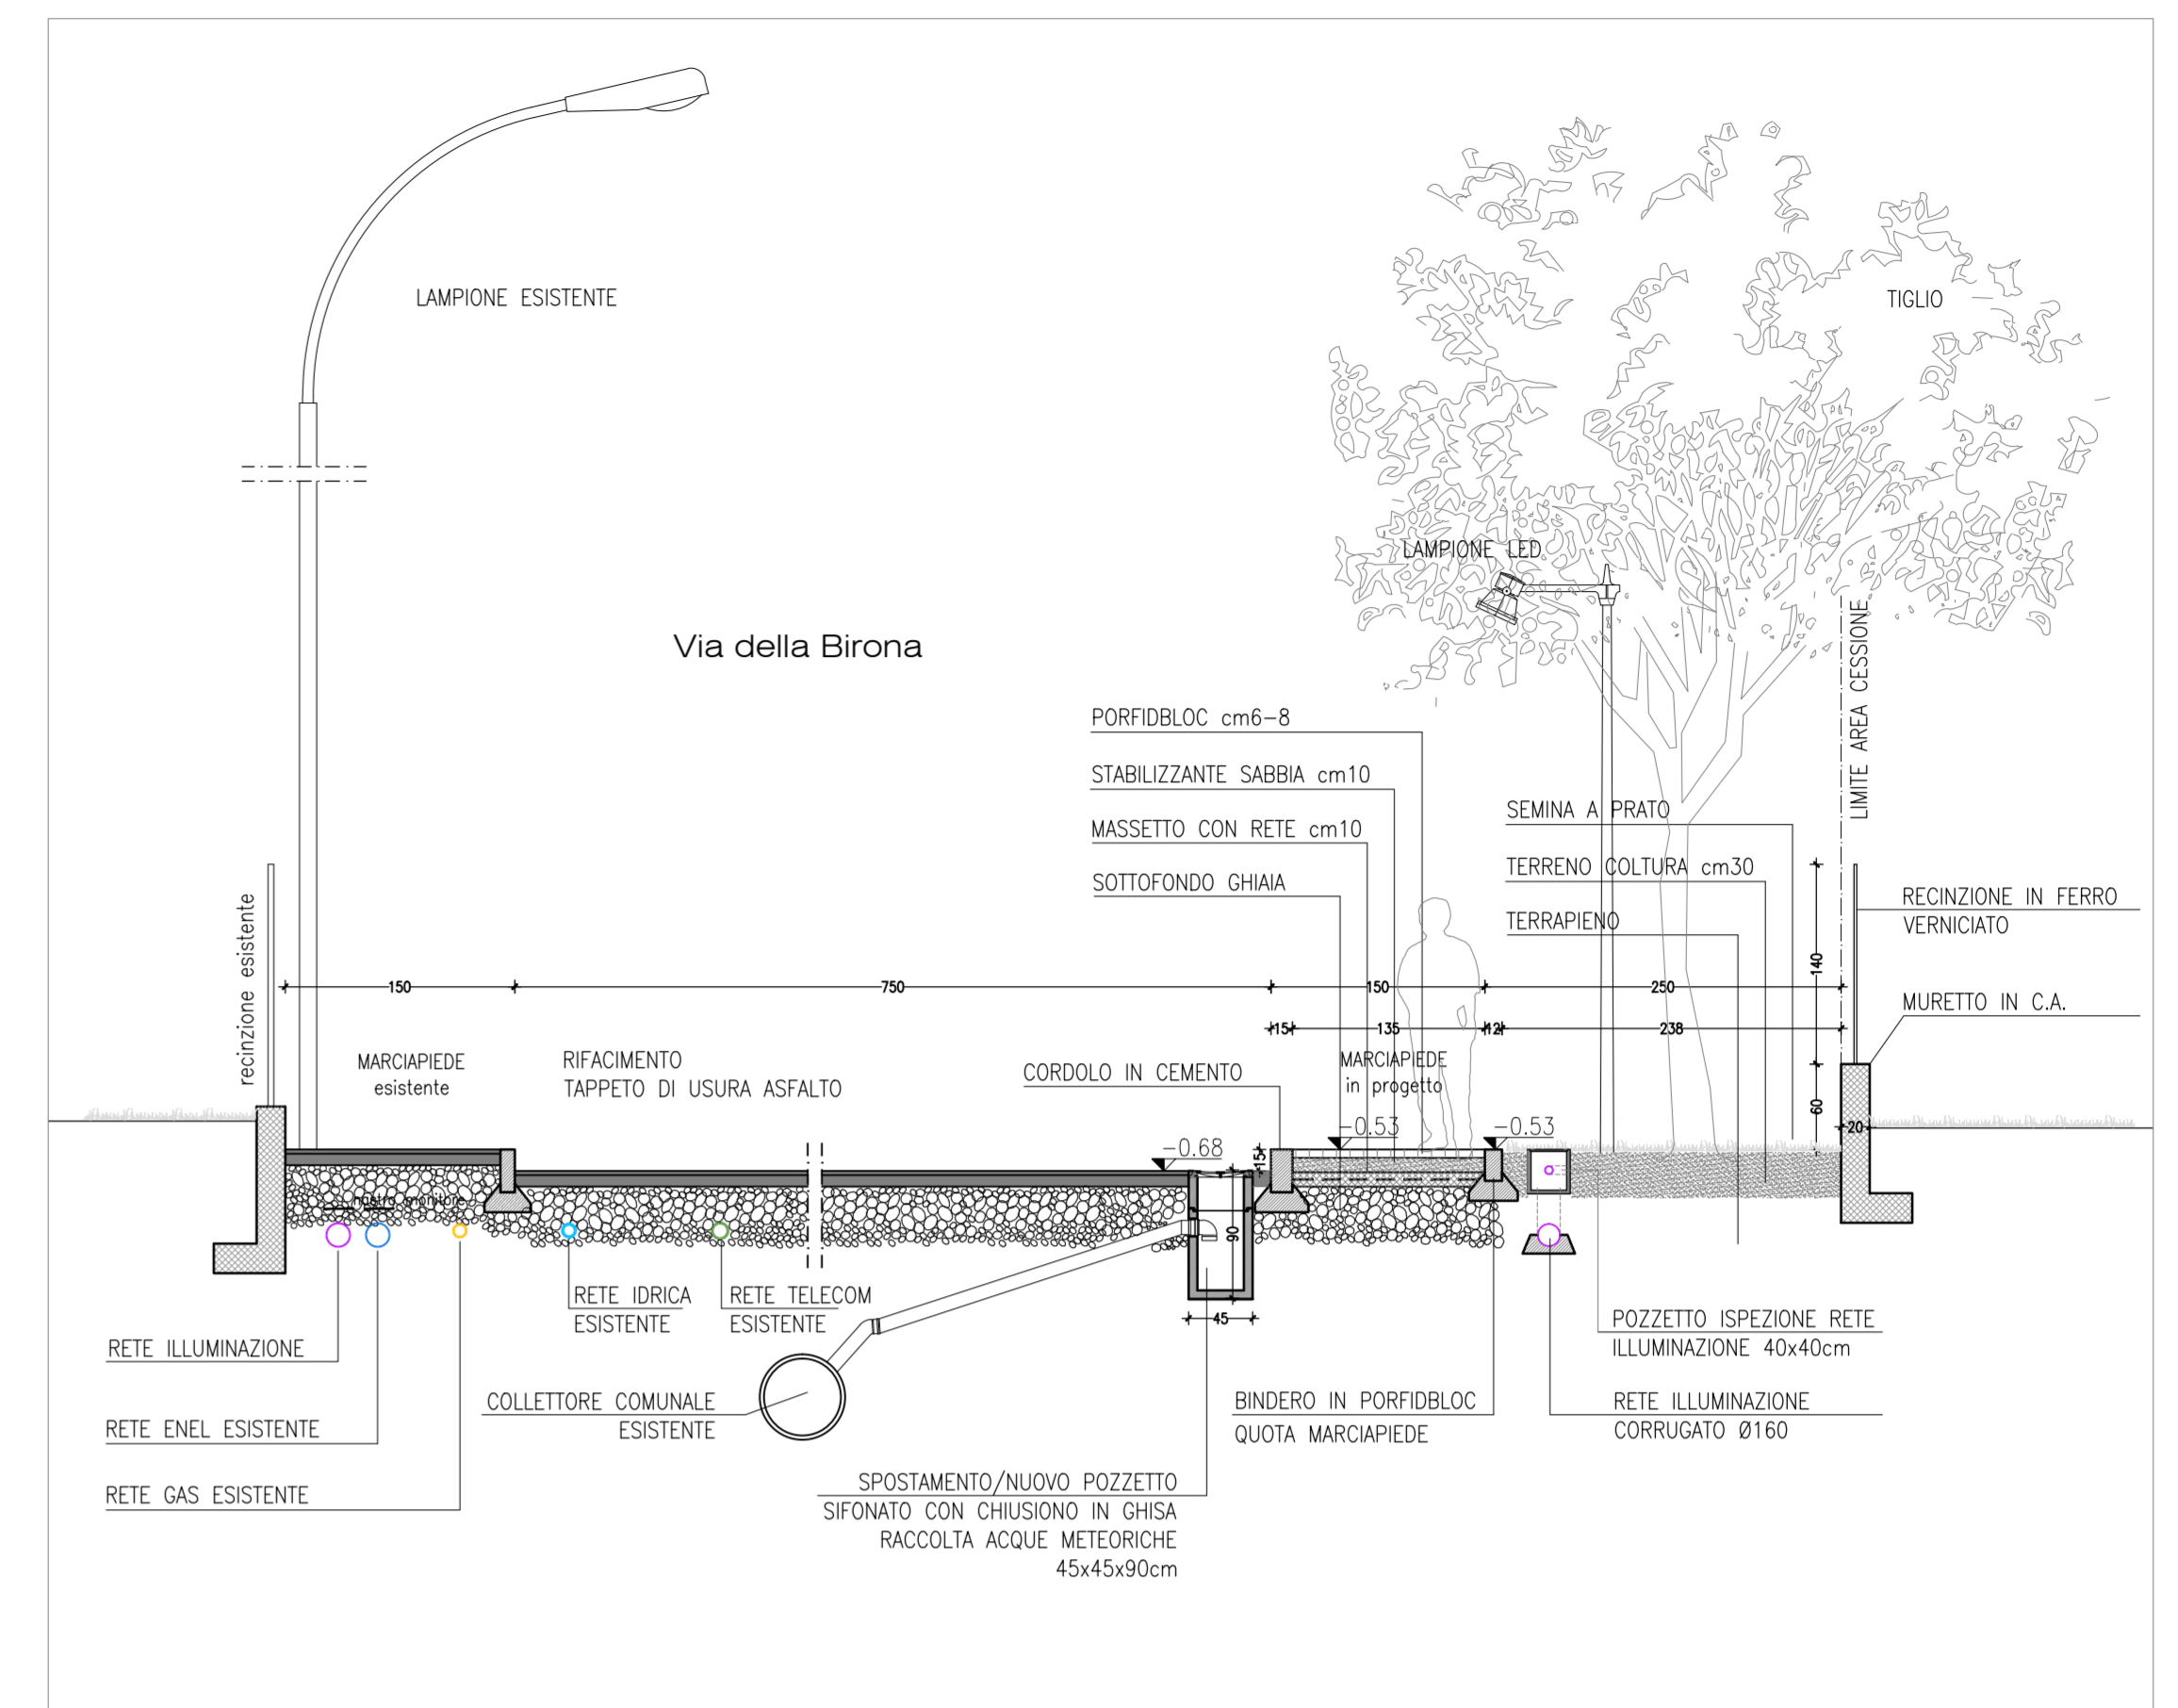 LAMPIONE ESISTENTE
TIGLIO
LAMPIONE LED
Via della Birona
LIMITE AREA CESSIONE
PORFIDBLOC cm6-8
STABILIZZANTE SABBIA cm10
MASSETTO CON RETE cm10
SOTTOFONDO GHIAIA
SEMINA A PRATO
TERRENO COLTURA cm30
TERRAPIENO
RECINZIONE IN FERRO
VERNICIATO
MURETTO IN C.A.
recinzione esistente
150
750
150
250
140
15
135
12
238
MARCIAPIEDE
esistente
RIFACIMENTO
TAPPETO DI USURA ASFALTO
CORDOLO IN CEMENTO
MARCIAPIEDE
in progetto
60
20
-0.68
15
-0.53
-0.53
nastro monitore
90
45
RETE IDRICA
ESISTENTE
RETE TELECOM
ESISTENTE
RETE ILLUMINAZIONE
RETE ENEL ESISTENTE
RETE GAS ESISTENTE
COLLETTORE COMUNALE
ESISTENTE
POZZETTO ISPEZIONE RETE
ILLUMINAZIONE 40x40cm
BINDERO IN PORFIDBLOC
QUOTA MARCIAPIEDE
RETE ILLUMINAZIONE
CORRUGATO Ø160
SPOSTAMENTO/NUOVO POZZETTO
SIFONATO CON CHIUSIONO IN GHISA
RACCOLTA ACQUE METEORICHE
45x45x90cm